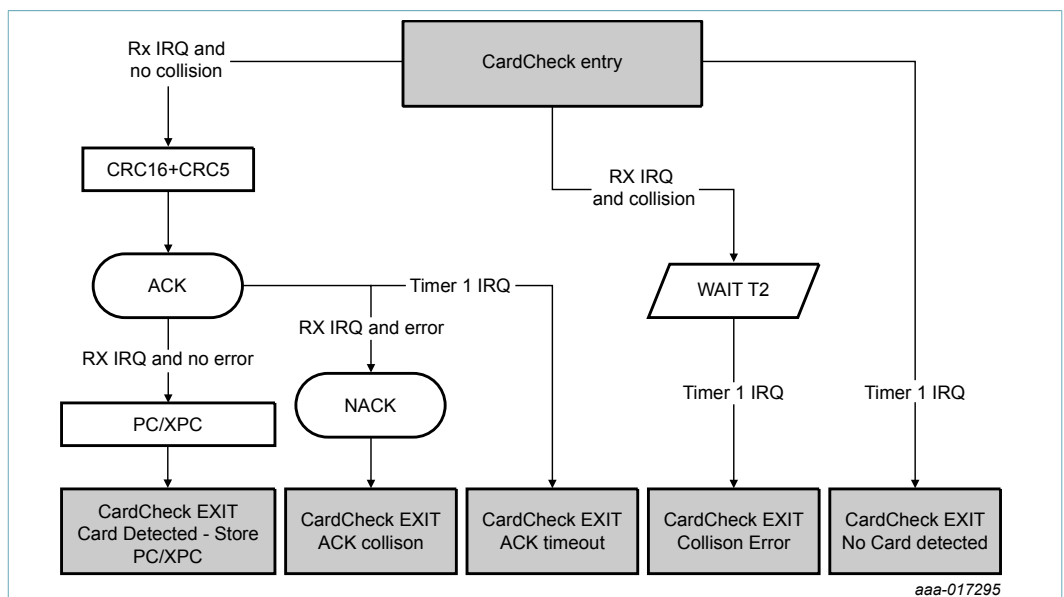 CardCheck entry
Rx IRQ and
no collision
CRC16+CRC5
RX IRQ
and collision
ACK
Timer 1 IRQ
WAIT T2
RX IRQ and error
RX IRQ and no error
NACK
Timer 1 IRQ
Timer 1 IRQ
PC/XPC
CardCheck EXIT
Card Detected - Store
PC/XPC
CardCheck EXIT
ACK collison
CardCheck EXIT
ACK timeout
CardCheck EXIT
Collison Error
CardCheck EXIT
No Card detected
aaa-017295